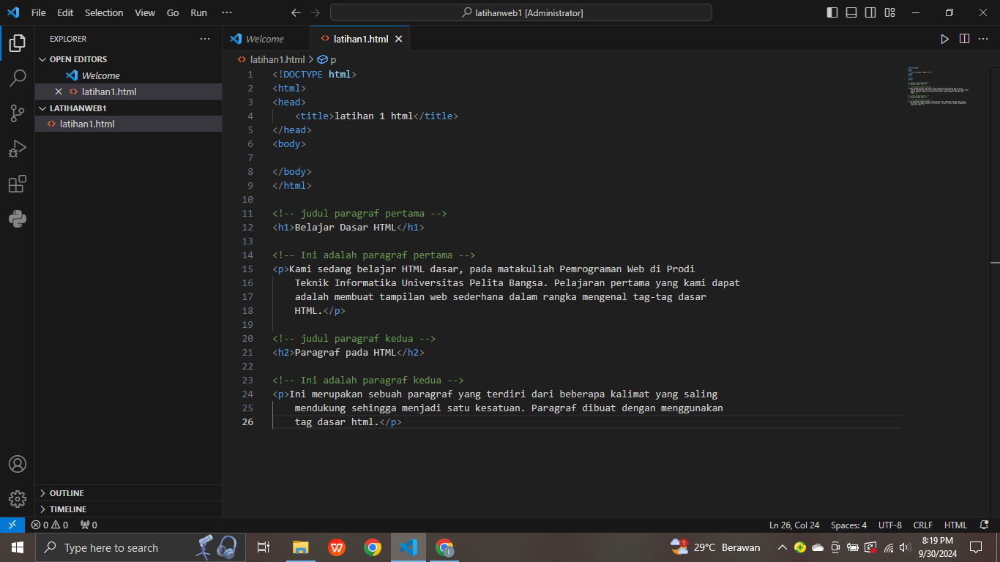 File Edit Selection View Go Run ··· latihanweb1 [Administrator]
EXPLORER ···
OPEN EDITORS
Welcome
latihan1.html
LATIHANWEB1
latihan1.html
OUTLINE
TIMELINE
Welcome latihan1.html
latihan1.html > p
1 <!DOCTYPE html>
2 <html>
3 <head>
4 <title>latihan 1 html</title>
5 </head>
6 <body>
7
8 </body>
9 </html>
10
11 <!-- judul paragraf pertama -->
12 <h1>Belajar Dasar HTML</h1>
13
14 <!-- Ini adalah paragraf pertama -->
15 <p>Kami sedang belajar HTML dasar, pada matakuliah Pemrograman Web di Prodi
16 Teknik Informatika Universitas Pelita Bangsa. Pelajaran pertama yang kami dapat
17 adalah membuat tampilan web sederhana dalam rangka mengenal tag-tag dasar
18 HTML.</p>
19
20 <!-- judul paragraf kedua -->
21 <h2>Paragraf pada HTML</h2>
22
23 <!-- Ini adalah paragraf kedua -->
24 <p>Ini merupakan sebuah paragraf yang terdiri dari beberapa kalimat yang saling
25 mendukung sehingga menjadi satu kesatuan. Paragraf dibuat dengan menggunakan
26 tag dasar html.</p>
0 0 0 Ln 26, Col 24 Spaces: 4 UTF-8 CRLF HTML
Type here to search 29°C Berawan 8:19 PM
9/30/2024